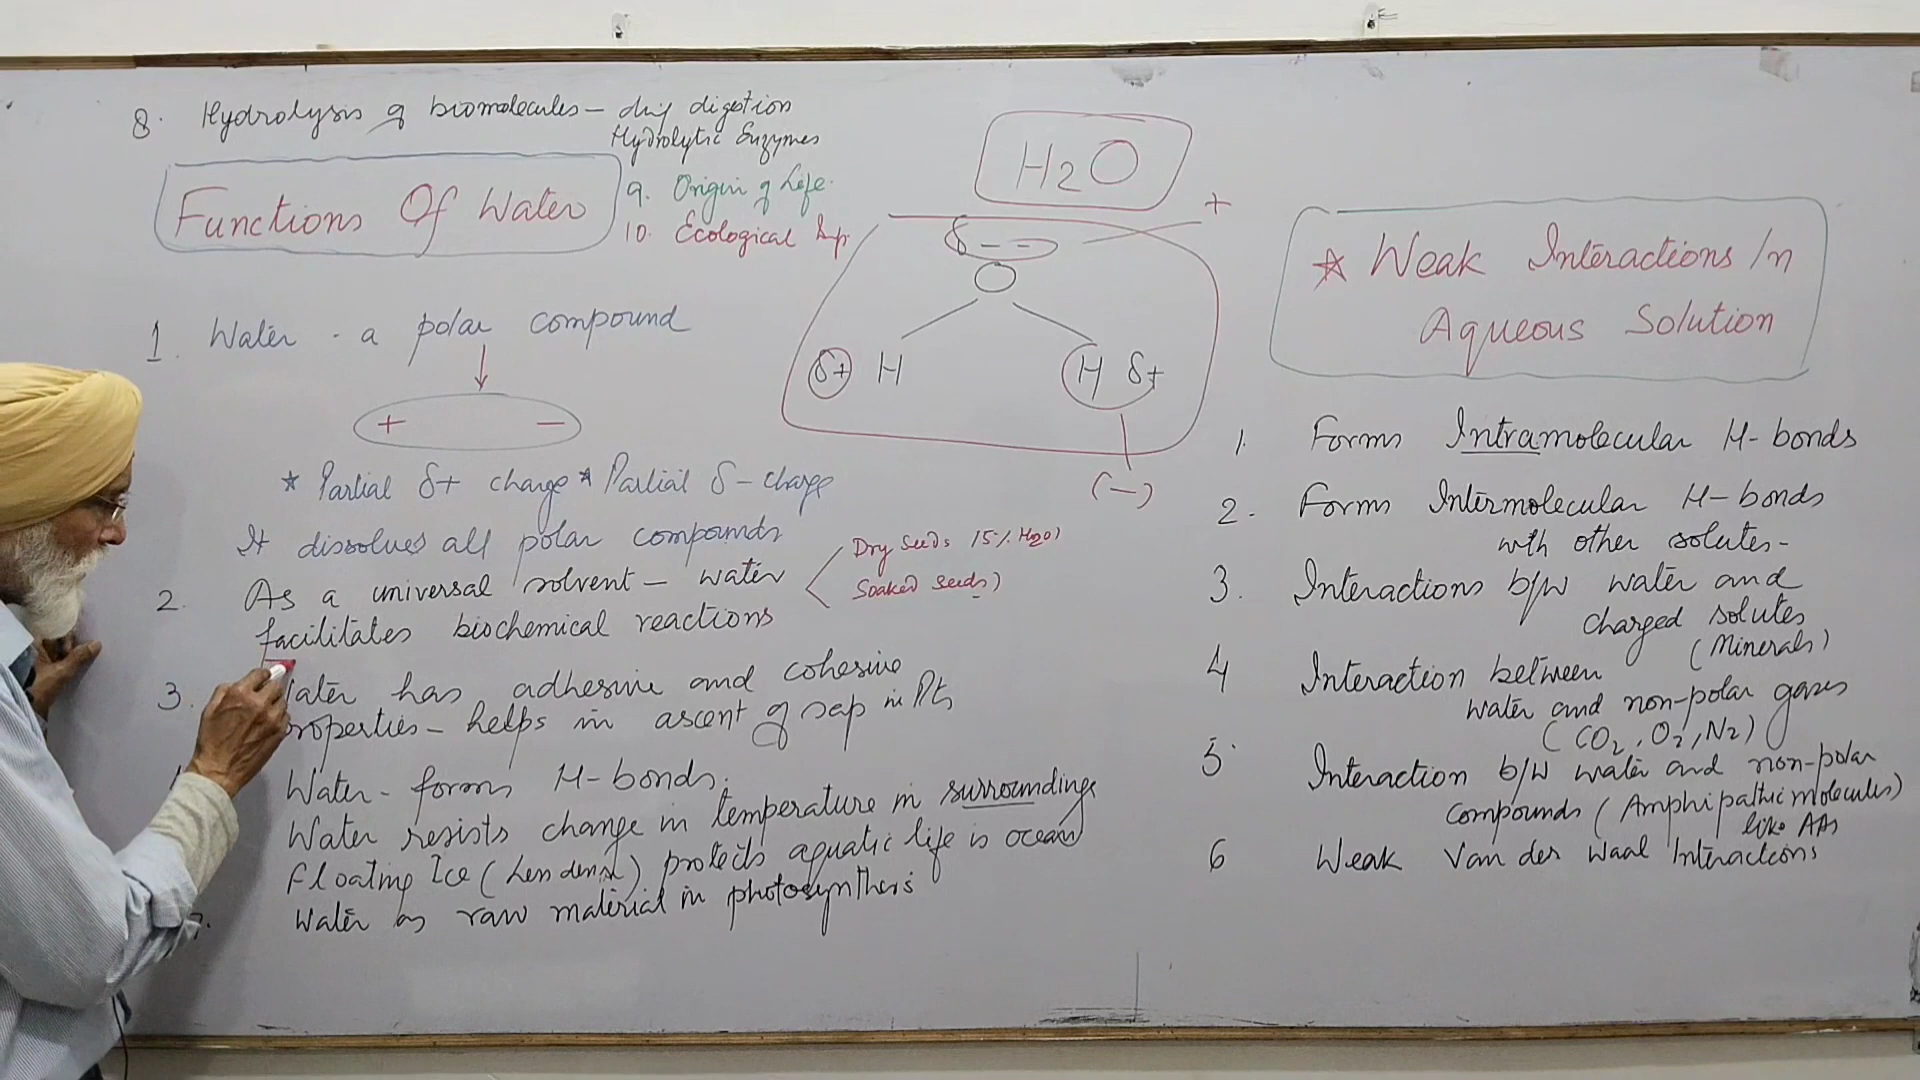 8. Hydrolysis of biomolecules – digestion
Hydrolytic Enzymes
Functions Of Water
9. Origin of Life.
10. Ecological Imp.
H2O
+
δ - -
O
δ+ H
H δ+
(-)
1. Water - a polar compound
+ -
* Partial δ+ charge * Partial δ- charge
It dissolves all polar compounds
2. As a universal solvent – water
facilitates biochemical reactions
Dry Seeds 15% H2O)
Soaked seeds)
3. Water has adhesive and cohesive
properties – helps in ascent of sap in Pts
Water - forms H-bonds.
Water resists change in temperature in surroundings
Floating Ice (Less dense) protects aquatic life is ocean
7. Water as raw material in photosynthesis
* Weak Interactions in
Aqueous Solution
1. Forms Intramolecular H-bonds
2. Forms Intermolecular H-bonds
with other solutes -
3. Interactions b/w water and
charged solutes
(Minerals)
4 Interaction between
water and non-polar gases
(CO2, O2, N2)
5. Interaction b/w water and non-polar
compounds (Amphipathic molecules)
like AAs
6 Weak Van der Waal Interactions